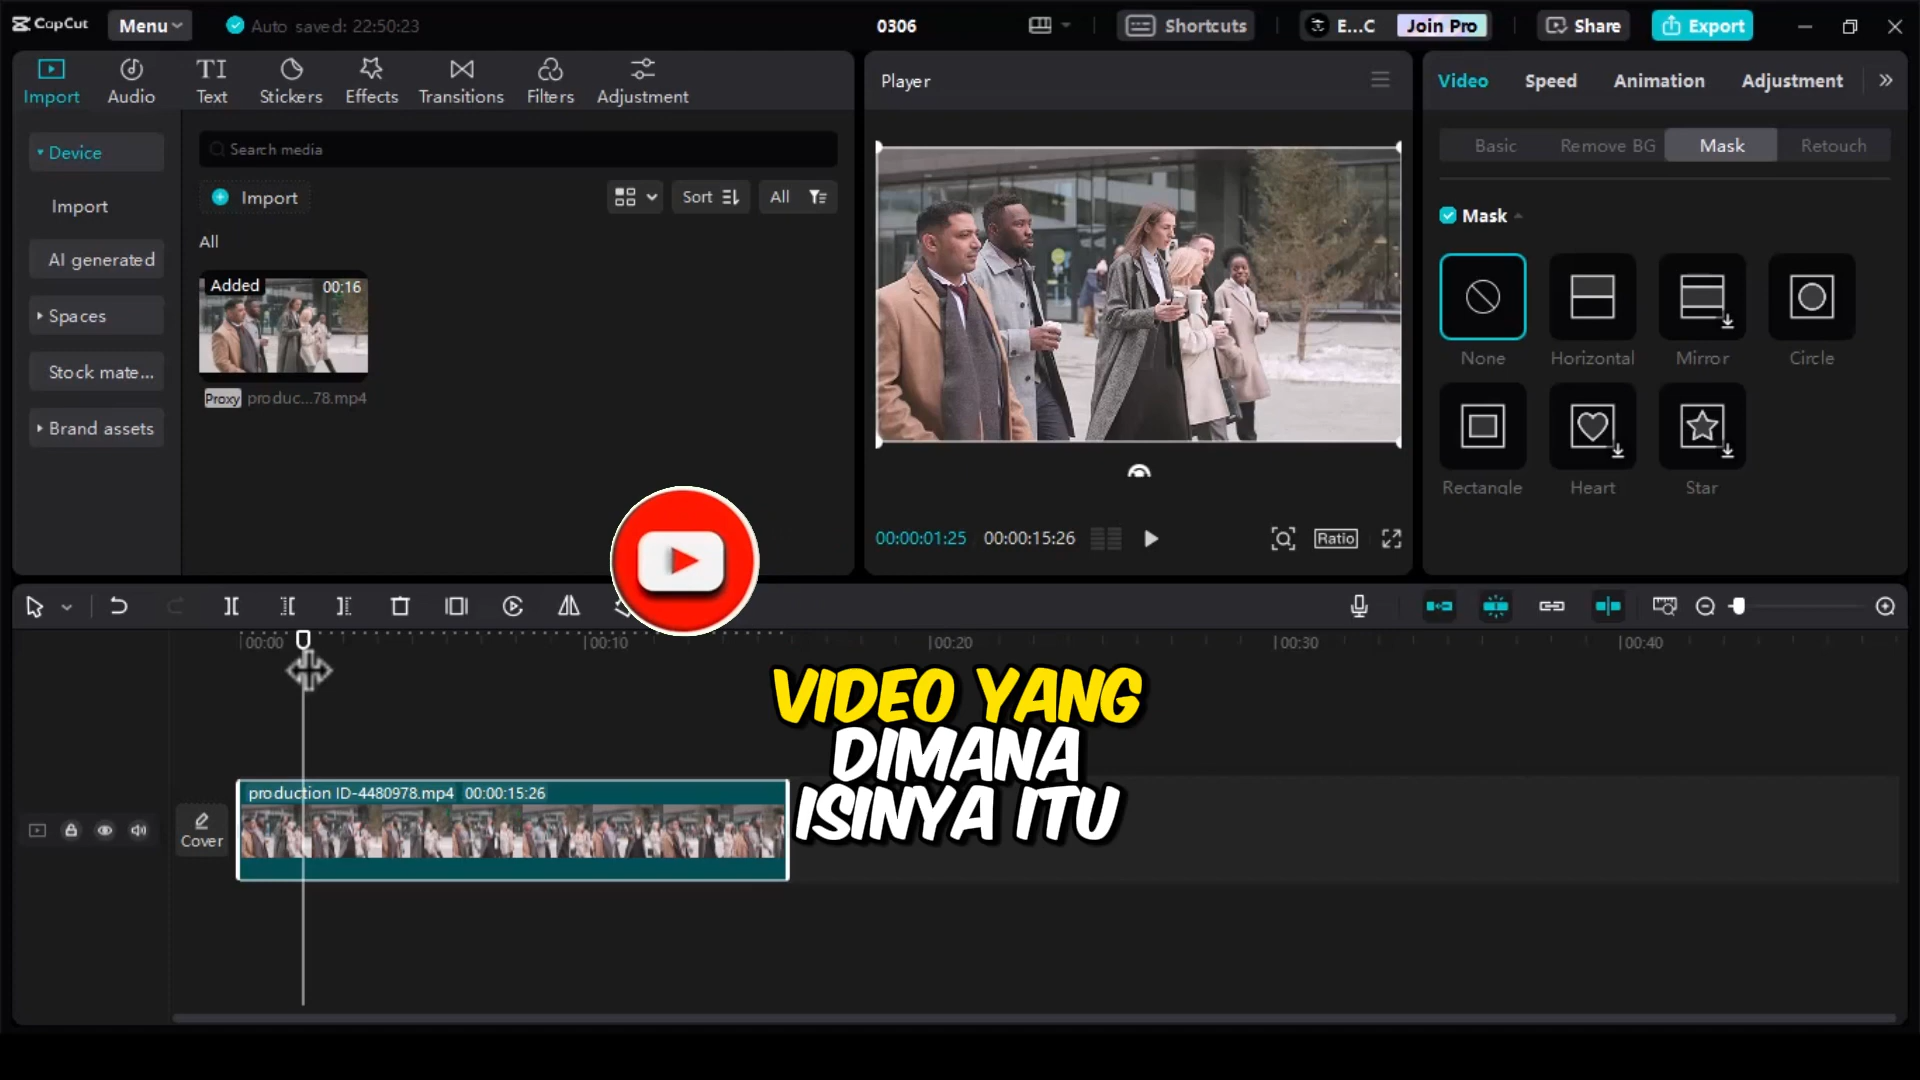 CapCut
Menu
Auto saved: 22:50:23
0306
Shortcuts
E...C
Join Pro
Share
Export
Import
Audio
TI
Text
Stickers
Effects
Transitions
Filters
Adjustment
Device
Import
AI generated
Spaces
Stock mate...
Brand assets
Search media
Import
Sort
All
All
Added
00:16
Proxy
produc...78.mp4
Player
00:00:01:25
00:00:15:26
Ratio
Video
Speed
Animation
Adjustment
Basic
Remove BG
Mask
Retouch
Mask
None
Horizontal
Mirror
Circle
Rectangle
Heart
Star
00:00
00:10
00:20
00:30
00:40
Cover
production ID-4480978.mp4 00:00:15:26
VIDEO YANG
DIMANA
ISINYA ITU